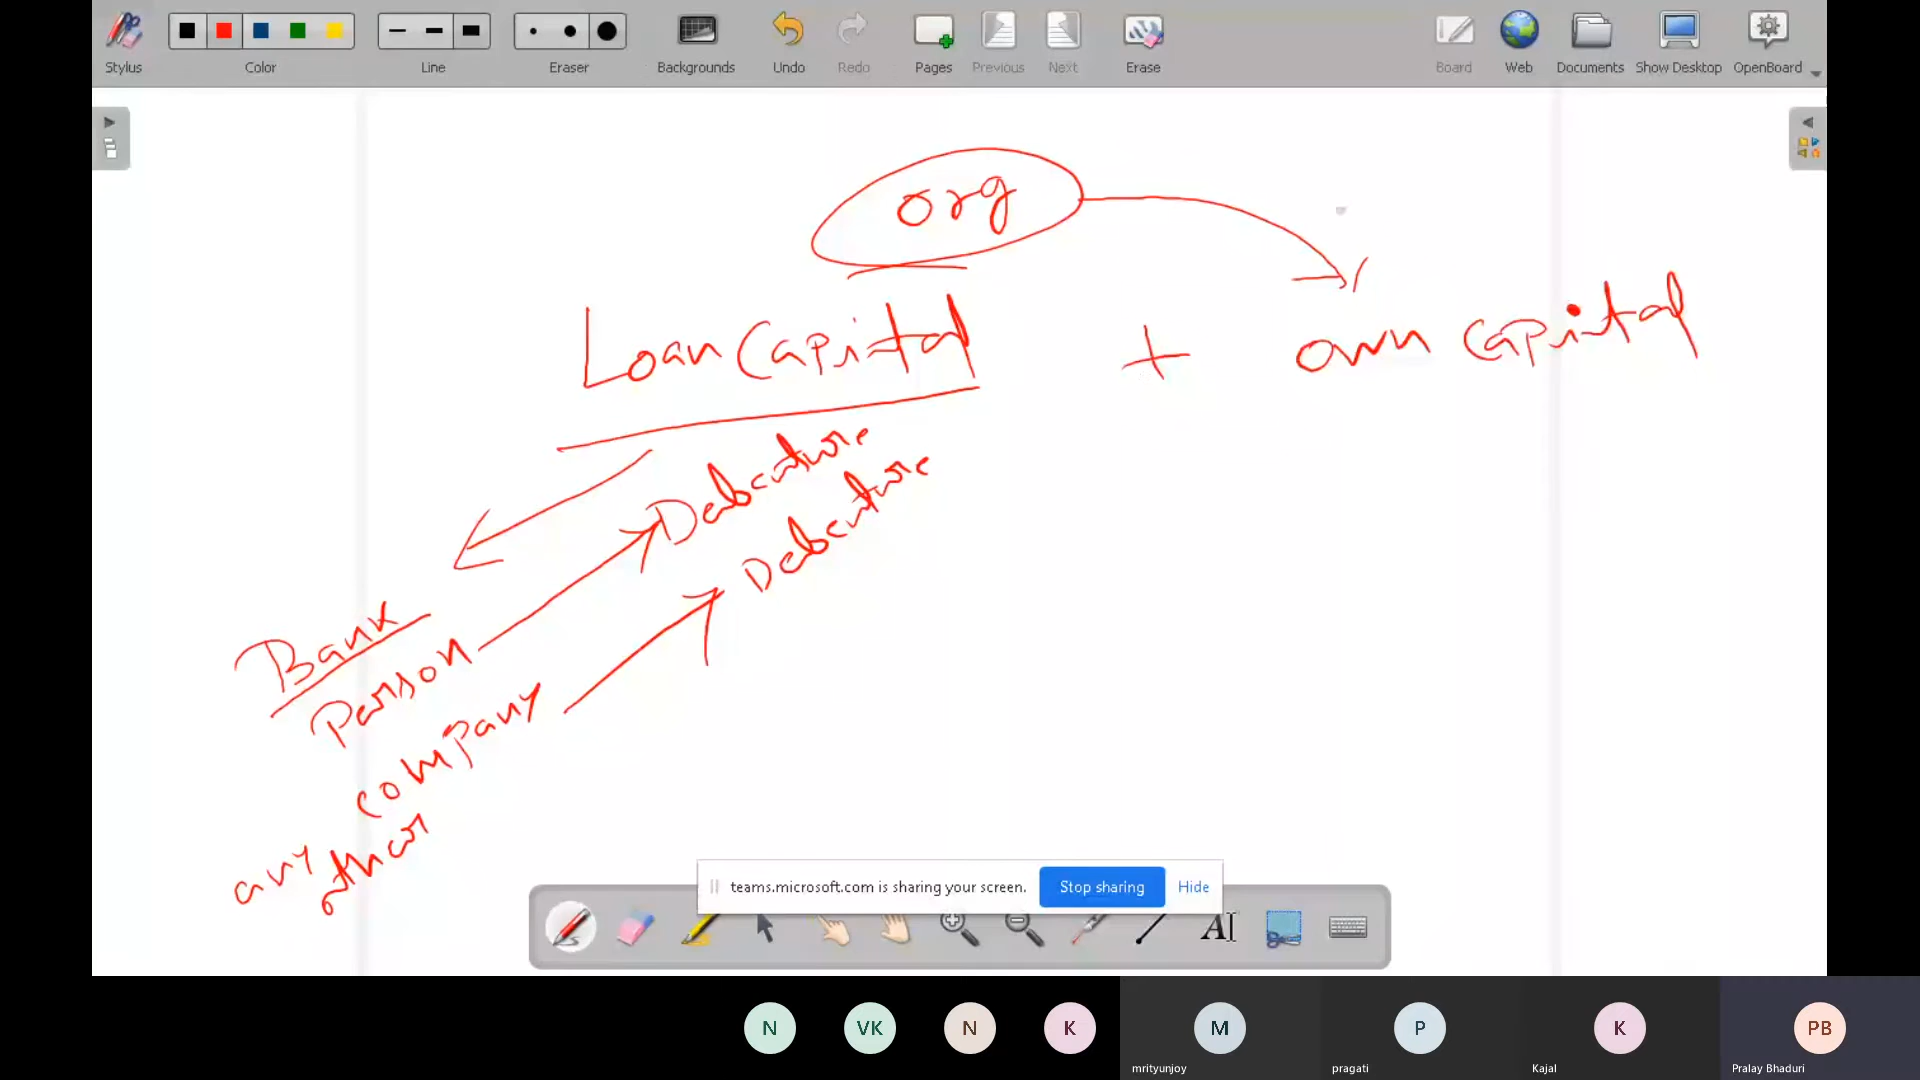 Stylus
Color
Line
Eraser
Backgrounds
Undo
Redo
Pages
Previous
Next
Erase
Board
Web
Documents
Show Desktop
OpenBoard
org
Loan Capital + own capital
Debenture
Debenture
Bank
Person
company
any other
teams.microsoft.com is sharing your screen.
Stop sharing
Hide
N
VK
N
K
M
P
K
PB
mrityunjoy
pragati
Kajal
Pralay Bhaduri